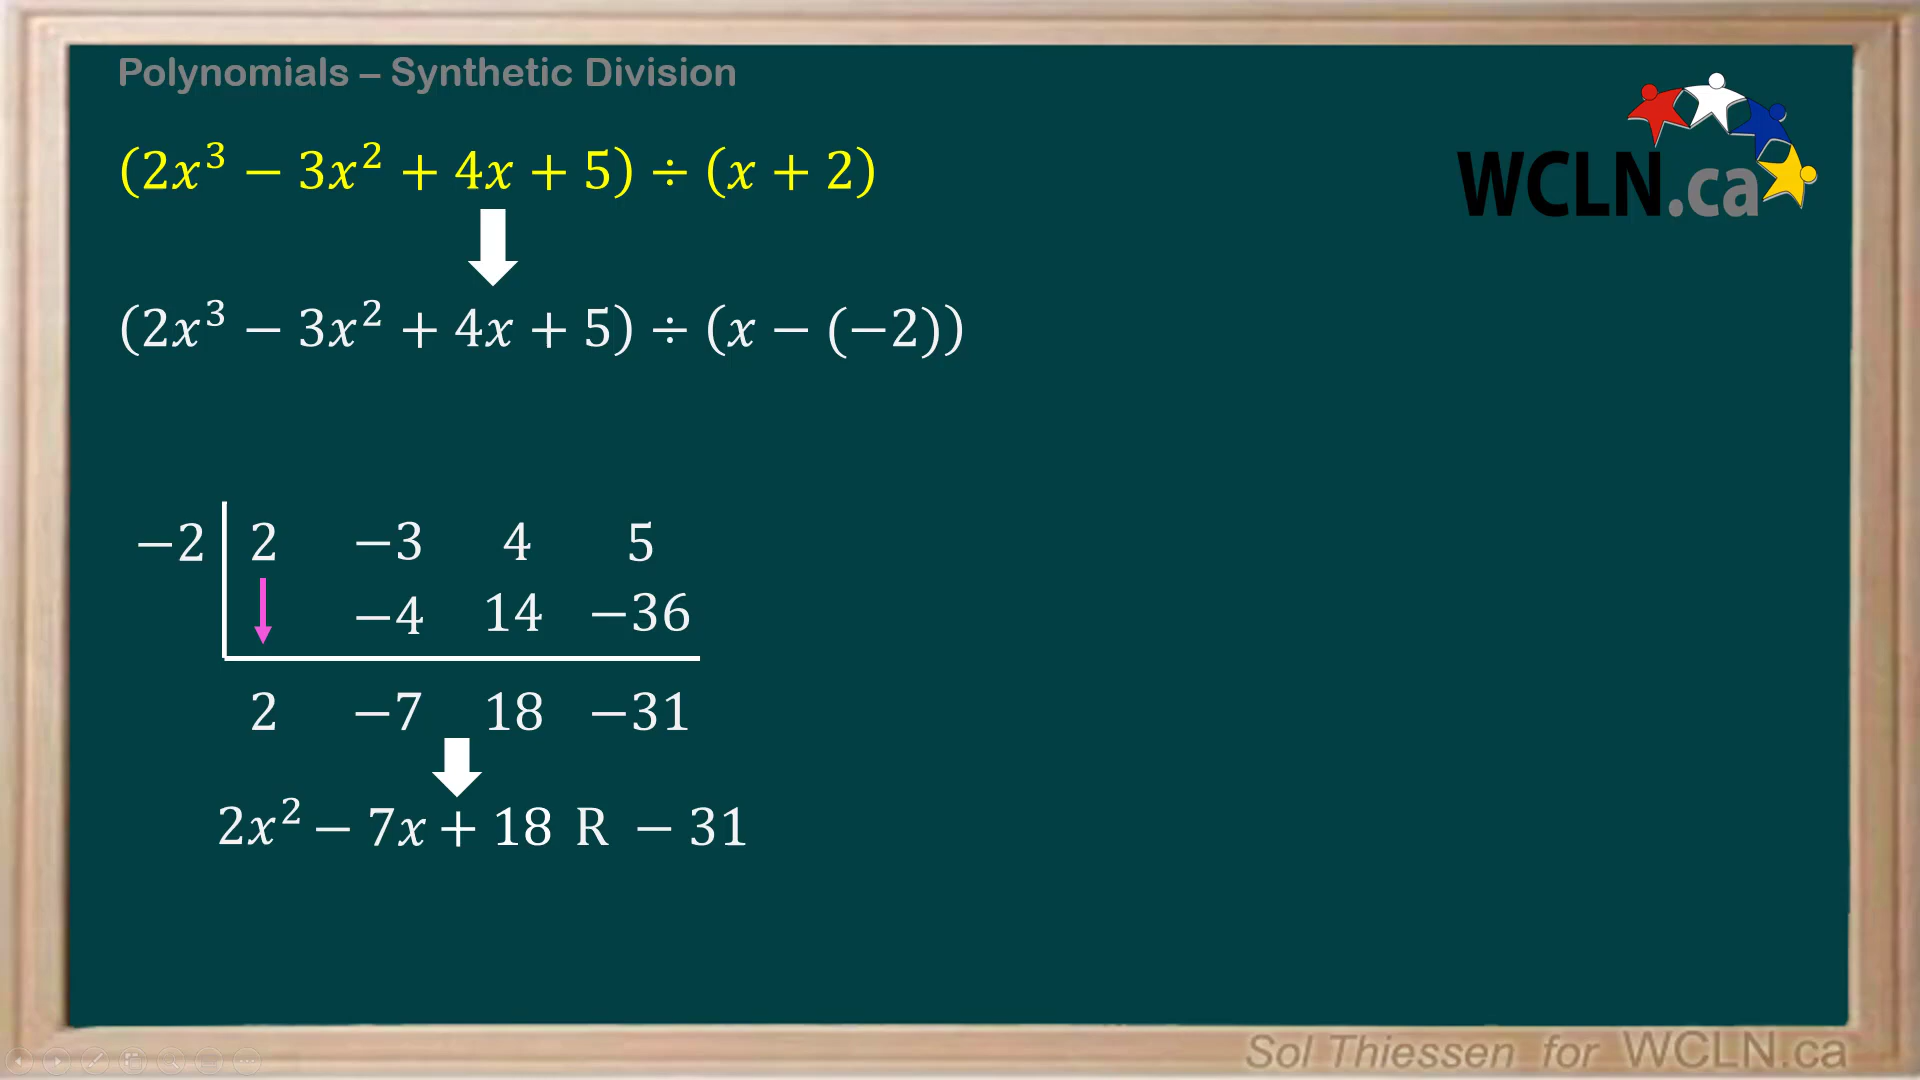 Polynomials – Synthetic Division
(2x³ − 3x² + 4x + 5) ÷ (x + 2)
WCLN.ca
(2x³ − 3x² + 4x + 5) ÷ (x − (−2))
−2 2 −3 4 5
−4 14 −36
2 −7 18 −31
2x² − 7x + 18 R − 31
Sol Thiessen for WCLN.ca